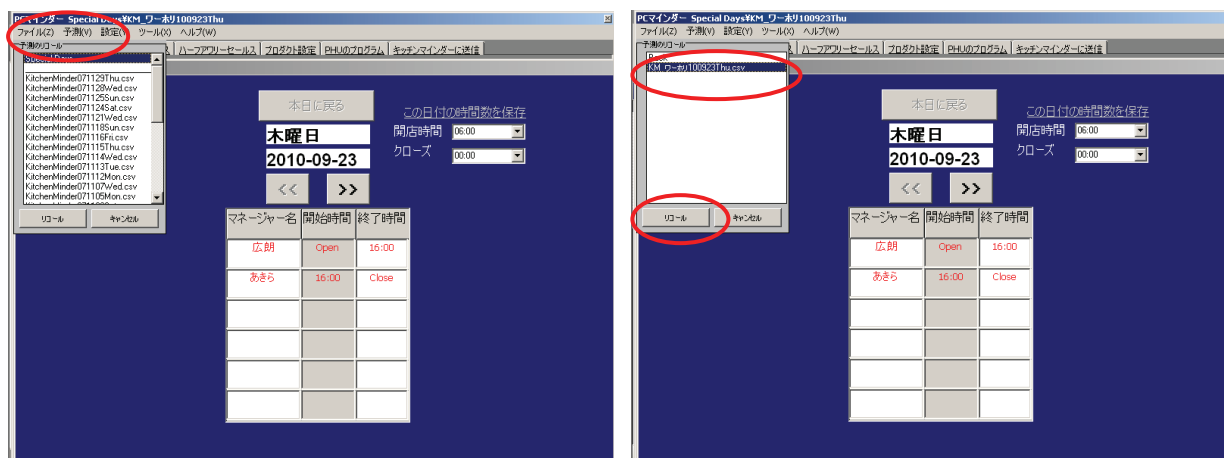 PCマインダー Special Days¥KM_ワーホリ100923Thu
ファイル(Z) 予測(V) 設定(Y) ツール(X) ヘルプ(W)
予測のリコール
ハーフアワリーセールス プロダクト設定 PHUのプログラム キッチンマインダーに送信
Special Days
KitchenMinder071129Thu.csv
KitchenMinder071128Wed.csv
KitchenMinder071125Sun.csv
KitchenMinder071124Sat.csv
KitchenMinder071121Wed.csv
KitchenMinder071118Sun.csv
KitchenMinder071116Fri.csv
KitchenMinder071115Thu.csv
KitchenMinder071114Wed.csv
KitchenMinder071113Tue.csv
KitchenMinder071112Mon.csv
KitchenMinder071107Wed.csv
KitchenMinder071105Mon.csv
リコール キャンセル
本日に戻る
この日付の時間数を保存
木曜日
開店時間 06:00
2010-09-23
クローズ 00:00
<< >>
マネージャー名 開始時間 終了時間
広朗 Open 16:00
あきら 16:00 Close
PCマインダー Special Days¥KM_ワーホリ100923Thu
ファイル(Z) 予測(V) 設定(Y) ツール(X) ヘルプ(W)
予測のリコール
ハーフアワリーセールス プロダクト設定 PHUのプログラム キッチンマインダーに送信
Back
KM_ワーホリ100923Thu.csv
リコール キャンセル
本日に戻る
この日付の時間数を保存
木曜日
開店時間 06:00
2010-09-23
クローズ 00:00
<< >>
マネージャー名 開始時間 終了時間
広朗 Open 16:00
あきら 16:00 Close